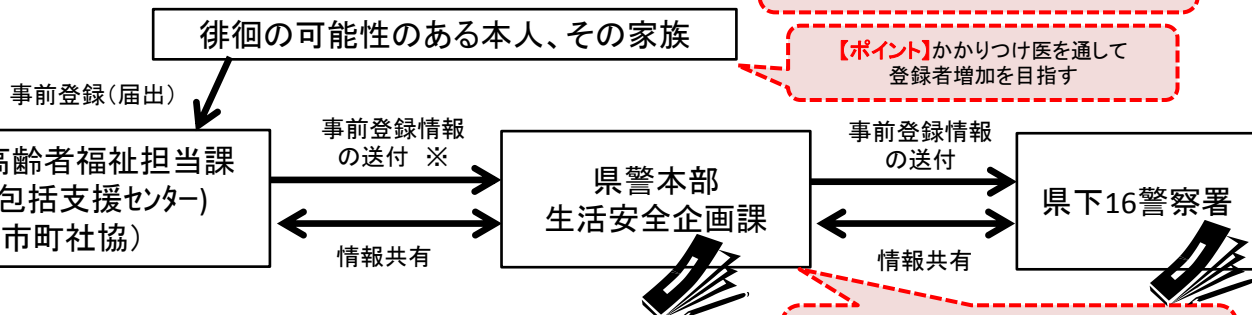 徘徊の可能性のある本人、その家族
【ポイント】かかりつけ医を通して
登録者増加を目指す
事前登録（届出）
高齢者福祉担当課
包括支援センター)
市町社協）
事前登録情報
の送付 ※
情報共有
県警本部
生活安全企画課
事前登録情報
の送付
情報共有
県下16警察署